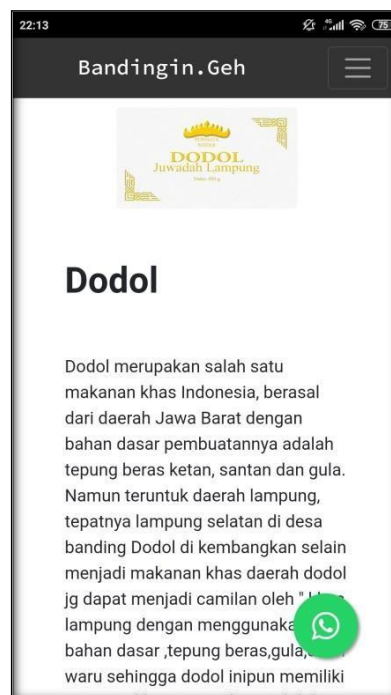 22:13
4G
75
Bandingin.Geh
DODOL
Juwadah Lampung
Dodol
Dodol merupakan salah satu
makanan khas Indonesia, berasal
dari daerah Jawa Barat dengan
bahan dasar pembuatannya adalah
tepung beras ketan, santan dan gula.
Namun teruntuk daerah lampung,
tepatnya lampung selatan di desa
banding Dodol di kembangkan selain
menjadi makanan khas daerah dodol
jg dapat menjadi camilan oleh "
lampung dengan
bahan dasar ,tepung beras,gula,
waru sehingga dodol inipun memiliki